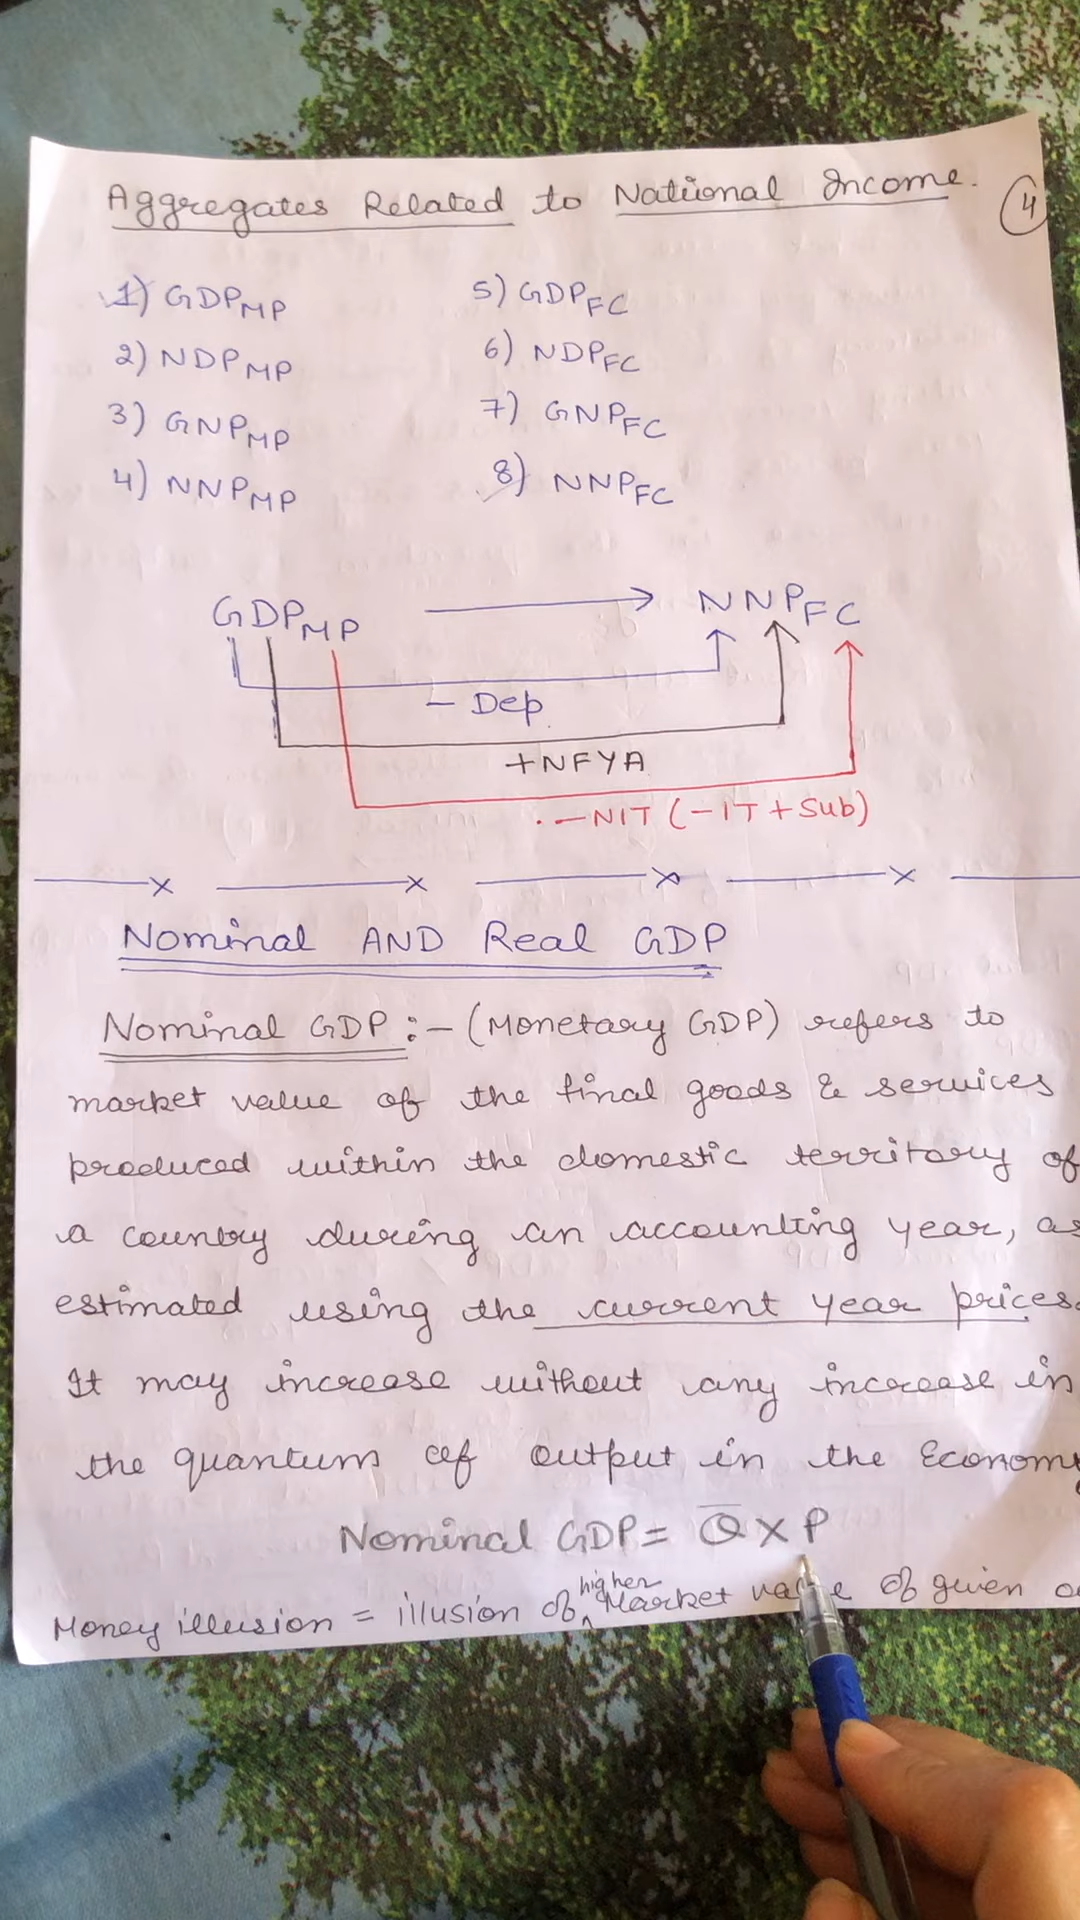 Aggregates Related to National Income.
4
1) GDPMP
2) NDPMP
3) GNPMP
4) NNPMP
5) GDPFC
6) NDPFC
7) GNPFC
8) NNPFC
GDPMP → NNPFC
- Dep
+NFYA
- NIT (-IT + Sub)
Nominal AND Real GDP
Nominal GDP :- (Monetary GDP) refers to
market value of the final goods & services
produced within the domestic territory of
a country during an accounting year, as
estimated using the current year prices.
It may increase without any increase in
the quantum of output in the Economy
Nominal GDP = Q̅ X P
Money illusion = illusion of higher Market value of given